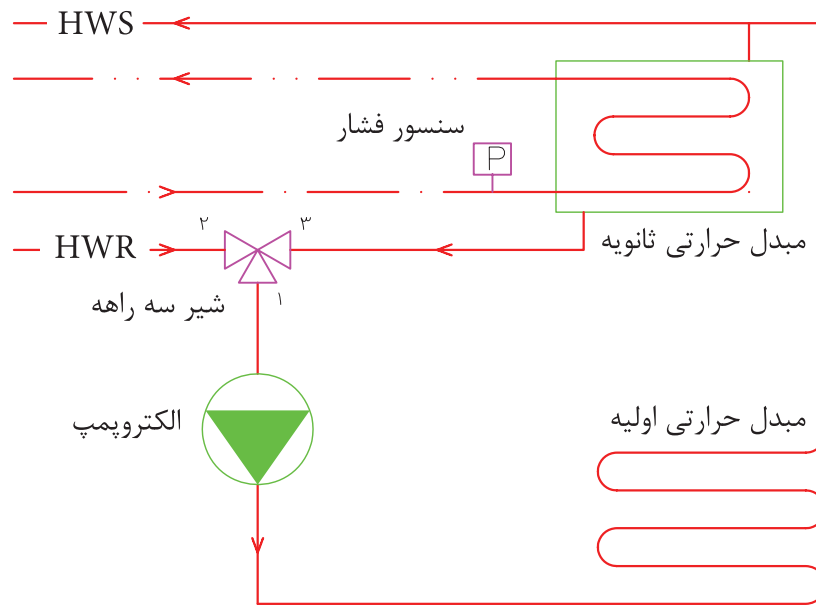 HWS
سنسور فشار
P
۲
۳
HWR
مبدل حرارتی ثانویه
۱
شیر سه راهه
الکتروپمپ
مبدل حرارتی اولیه